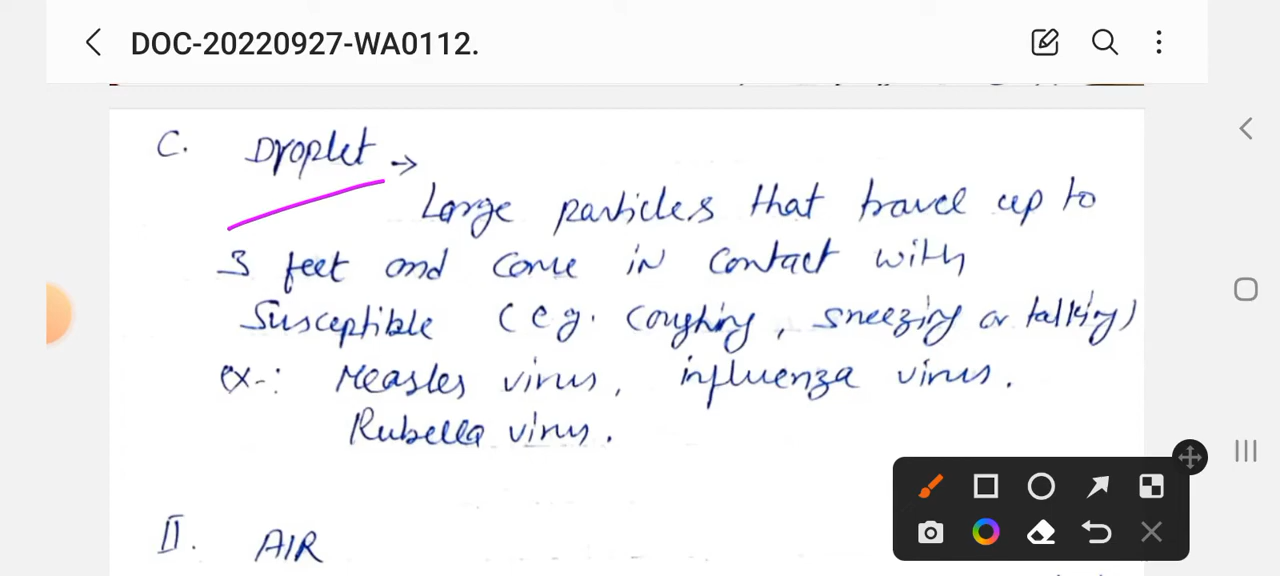 DOC-20220927-WA0112.
C. Droplet →
Large particles that travel up to
3 feet and come in contact with
Susceptible (eg. Coughing, sneezing or talking)
ex-: Measles virus, influenza virus.
Rubella virus.
II. AIR